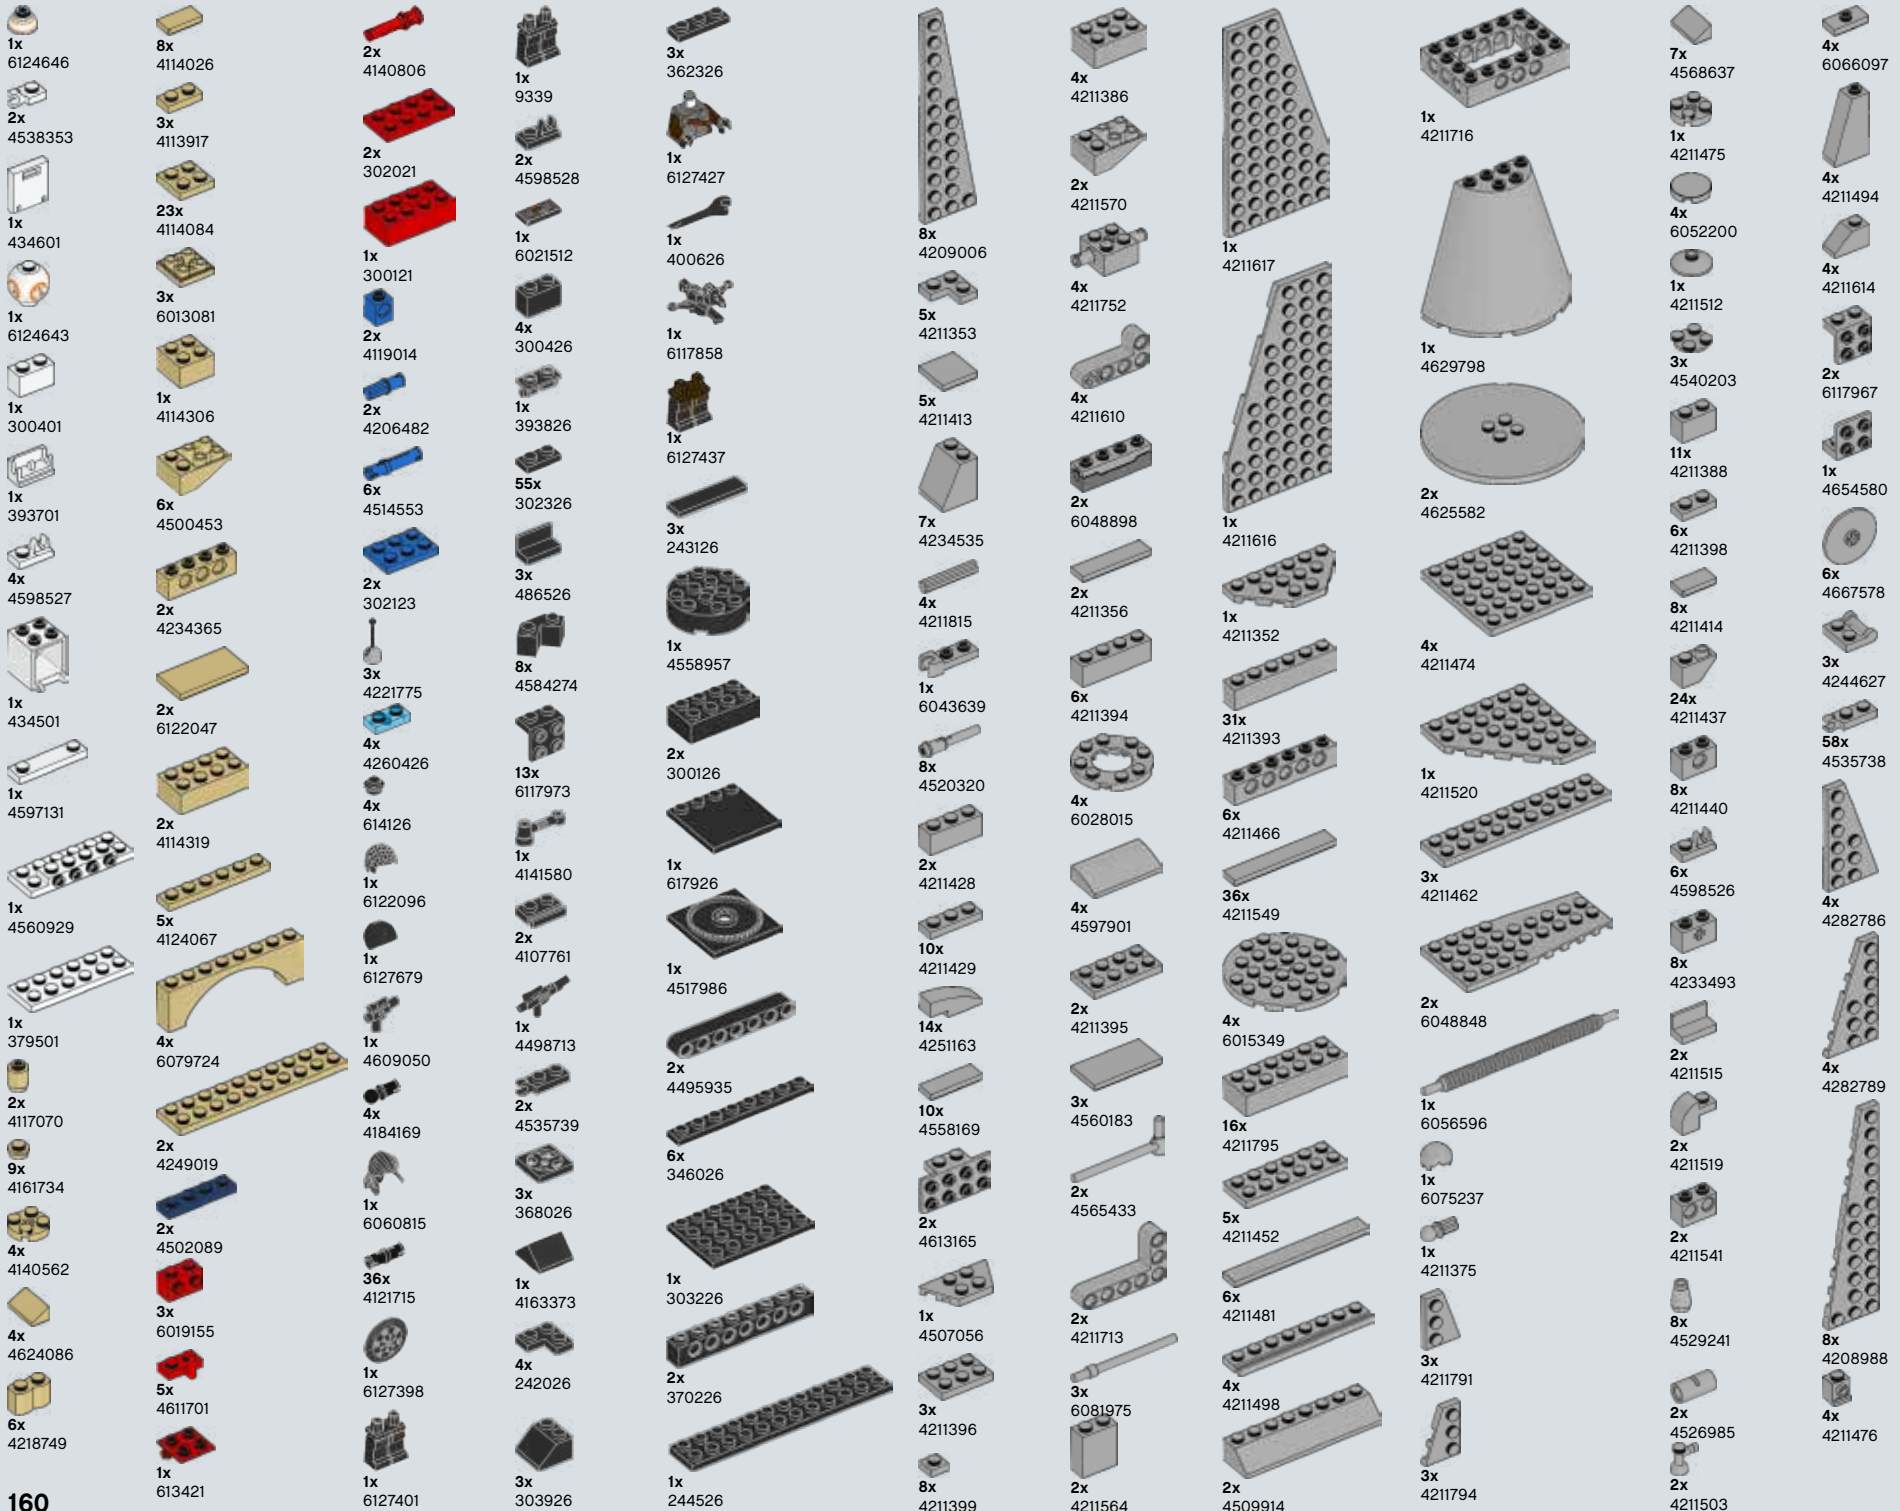 1x
6124646
2x
4538353
1x
434601
1x
6124643
1x
300401
1x
393701
4x
4598527
1x
434501
1x
4597131
1x
4560929
1x
379501
2x
4117070
9x
4161734
4x
4140562
4x
4624086
6x
4218749
8x
4114026
3x
4113917
23x
4114084
3x
6013081
1x
4114306
6x
4500453
2x
4234365
2x
6122047
2x
4114319
5x
4124067
4x
6079724
2x
4249019
2x
4502089
3x
6019155
5x
4611701
1x
613421
2x
4140806
2x
302021
1x
300121
2x
4119014
2x
4206482
6x
4514553
2x
302123
3x
4221775
4x
4260426
4x
614126
1x
6122096
1x
6127679
1x
4609050
4x
4184169
1x
6060815
36x
4121715
1x
6127398
1x
6127401
1x
9339
2x
4598528
1x
6021512
4x
300426
1x
393826
55x
302326
3x
486526
8x
4584274
13x
6117973
1x
4141580
2x
4107761
1x
4498713
2x
4535739
3x
368026
1x
4163373
4x
242026
3x
303926
3x
362326
1x
6127427
1x
400626
1x
6117858
1x
6127437
3x
243126
1x
4558957
2x
300126
1x
617926
1x
4517986
2x
4495935
6x
346026
1x
303226
2x
370226
1x
244526
8x
4209006
5x
4211353
5x
4211413
7x
4234535
4x
4211815
1x
6043639
8x
4520320
2x
4211428
10x
4211429
14x
4251163
10x
4558169
2x
4613165
1x
4507056
3x
4211396
8x
4211399
4x
4211386
2x
4211570
4x
4211752
4x
4211610
2x
6048898
2x
4211356
6x
4211394
4x
6028015
4x
4597901
2x
4211395
3x
4560183
2x
4565433
2x
4211713
3x
6081975
2x
4211564
1x
4211617
1x
4211616
1x
4211352
31x
4211393
6x
4211466
36x
4211549
4x
6015349
16x
4211795
5x
4211452
6x
4211481
4x
4211498
2x
4509914
1x
4211716
1x
4629798
2x
4625582
4x
4211474
1x
4211520
3x
4211462
2x
6048848
1x
6056596
1x
6075237
1x
4211375
3x
4211791
3x
4211794
7x
4568637
1x
4211475
4x
6052200
1x
4211512
3x
4540203
11x
4211388
6x
4211398
8x
4211414
24x
4211437
8x
4211440
6x
4598526
8x
4233493
2x
4211515
2x
4211519
2x
4211541
8x
4529241
2x
4526985
2x
4211503
4x
6066097
4x
4211494
4x
4211614
2x
6117967
1x
4654580
6x
4667578
3x
4244627
58x
4535738
4x
4282786
4x
4282789
8x
4208988
4x
4211476
160